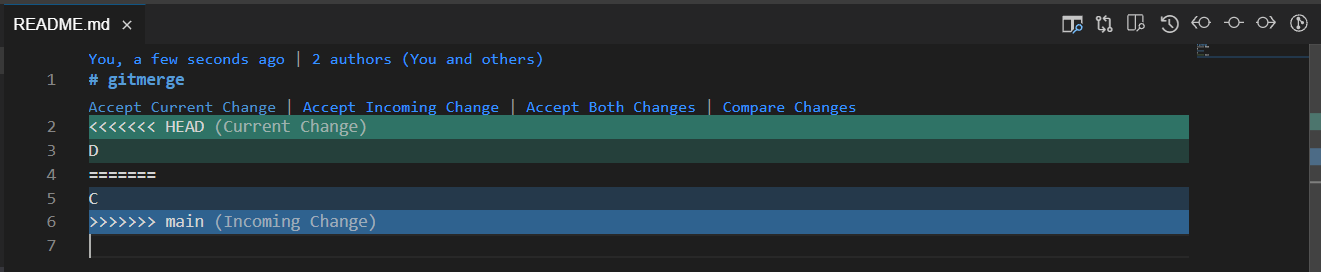 README.md ×
You, a few seconds ago | 2 authors (You and others)
1 # gitmerge
Accept Current Change | Accept Incoming Change | Accept Both Changes | Compare Changes
2 <<<<<<< HEAD (Current Change)
3 D
4 =======
5 C
6 >>>>>>> main (Incoming Change)
7